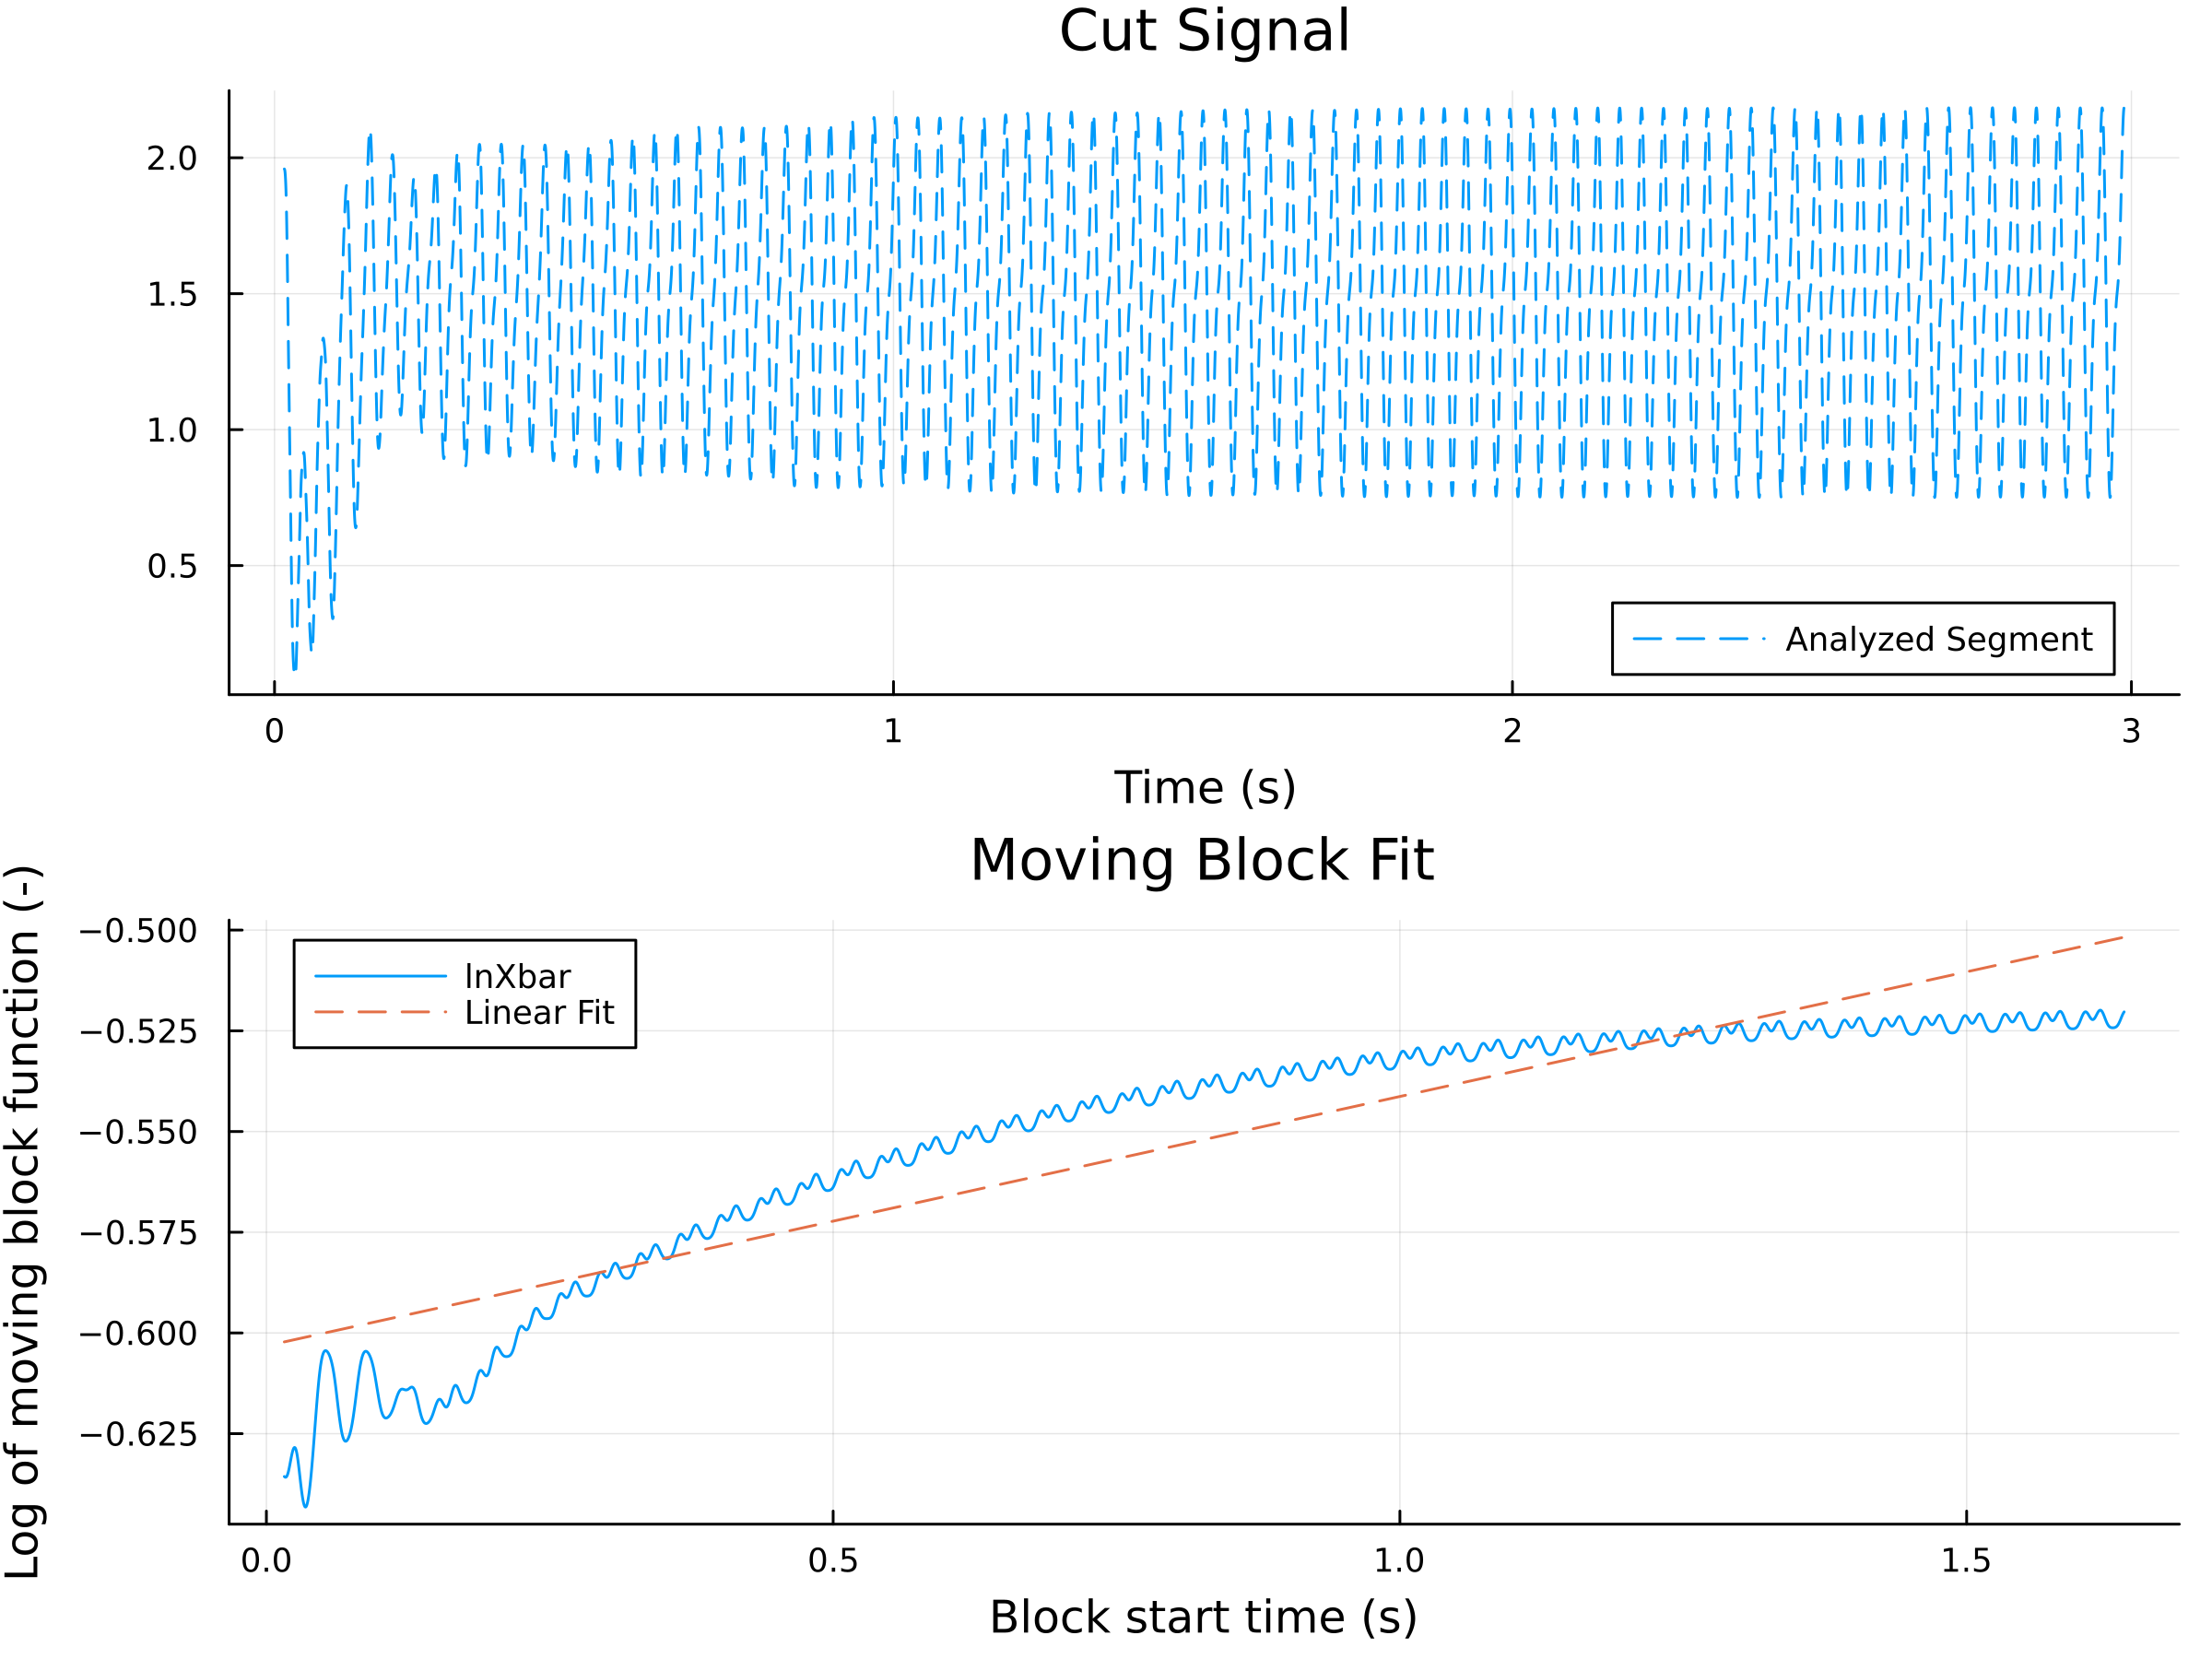 Cut Signal
2.0
1.5
1.0
0.5
Analyzed Segment
0 1 2 3
Time (s)
Moving Block Fit
Log of moving block function (-)
−0.500
−0.525
−0.550
−0.575
−0.600
−0.625
lnXbar
Linear Fit
0.0 0.5 1.0 1.5
Block start time (s)